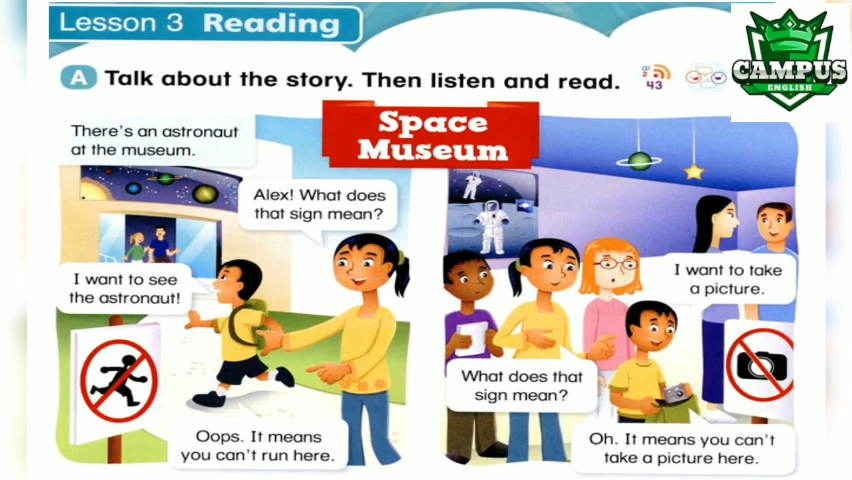 Lesson 3 Reading
A Talk about the story. Then listen and read.
43
CAMPUS
ENGLISH
Space
Museum
There's an astronaut
at the museum.
Alex! What does
that sign mean?
I want to see
the astronaut!
Oops. It means
you can't run here.
I want to take
a picture.
What does that
sign mean?
Oh. It means you can't
take a picture here.